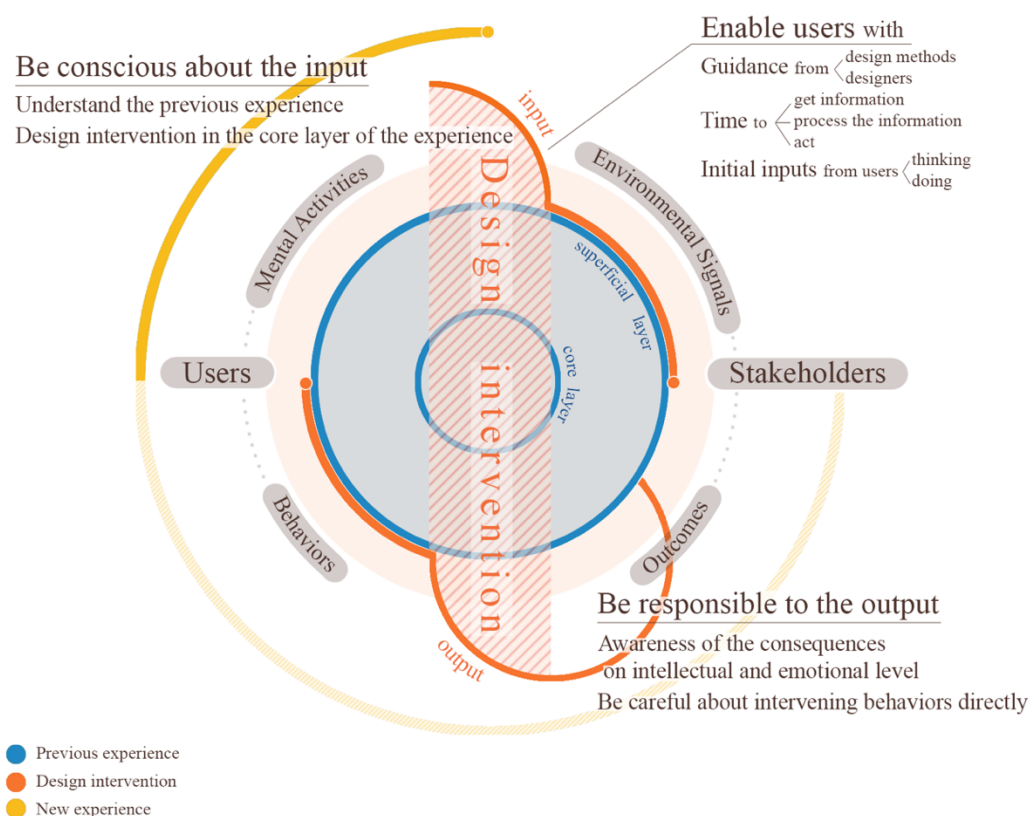 Be conscious about the input
Understand the previous experience
Design intervention in the core layer of the experience
Enable users with
Guidance from
design methods
designers
Time to
get information
process the information
act
Initial inputs from users
thinking
doing
input
Design intervention
output
Mental Activities
Environmental Signals
superficial layer
core layer
Users
Stakeholders
Behaviors
Outcomes
Be responsible to the output
Awareness of the consequences
on intellectual and emotional level
Be careful about intervening behaviors directly
Previous experience
Design intervention
New experience